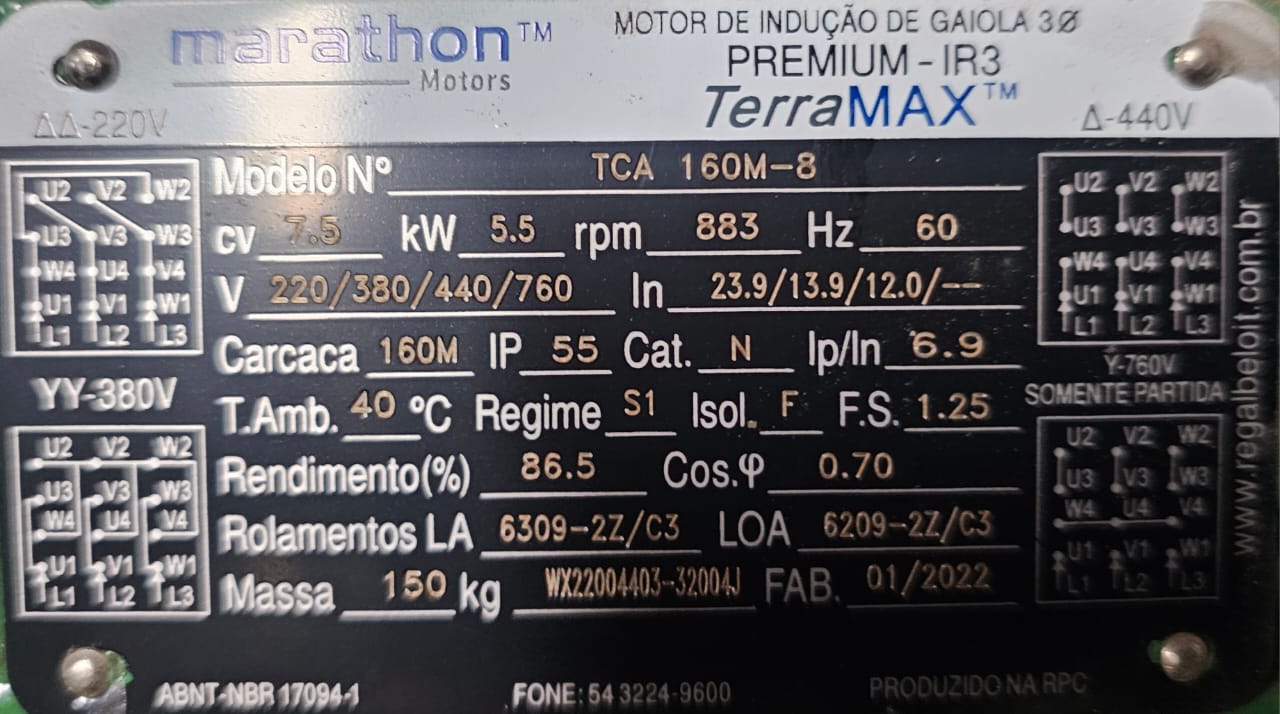 marathon™
Motors
MOTOR DE INDUÇÃO DE GAIOLA 3Ø
PREMIUM - IR3
TerraMAX™
ΔΔ-220V
Δ-440V
U2 V2 W2
U3 V3 W3
W4 U4 V4
U1 V1 W1
L1 L2 L3
YY-380V
U2 V2 W2
U3 V3 W3
W4 U4 V4
U1 V1 W1
L1 L2 L3
Modelo Nº TCA 160M-8
cv 7.5 kW 5.5 rpm 883 Hz 60
V 220/380/440/760 In 23.9/13.9/12.0/--
Carcaca 160M IP 55 Cat. N Ip/In 6.9
T.Amb. 40 ºC Regime S1 Isol. F F.S. 1.25
Rendimento(%) 86.5 Cos.φ 0.70
Rolamentos LA 6309-2Z/C3 LOA 6209-2Z/C3
Massa 150 kg WX22004403-32004J FAB. 01/2022
U2 V2 W2
U3 V3 W3
W4 U4 V4
U1 V1 W1
L1 L2 L3
Y-760V
SOMENTE PARTIDA
U2 V2 W2
U3 V3 W3
W4 U4 V4
U1 V1 W1
L1 L2 L3
www.regalbeloit.com.br
ABNT-NBR 17094-1
FONE: 54 3224-9600
PRODUZIDO NA RPC